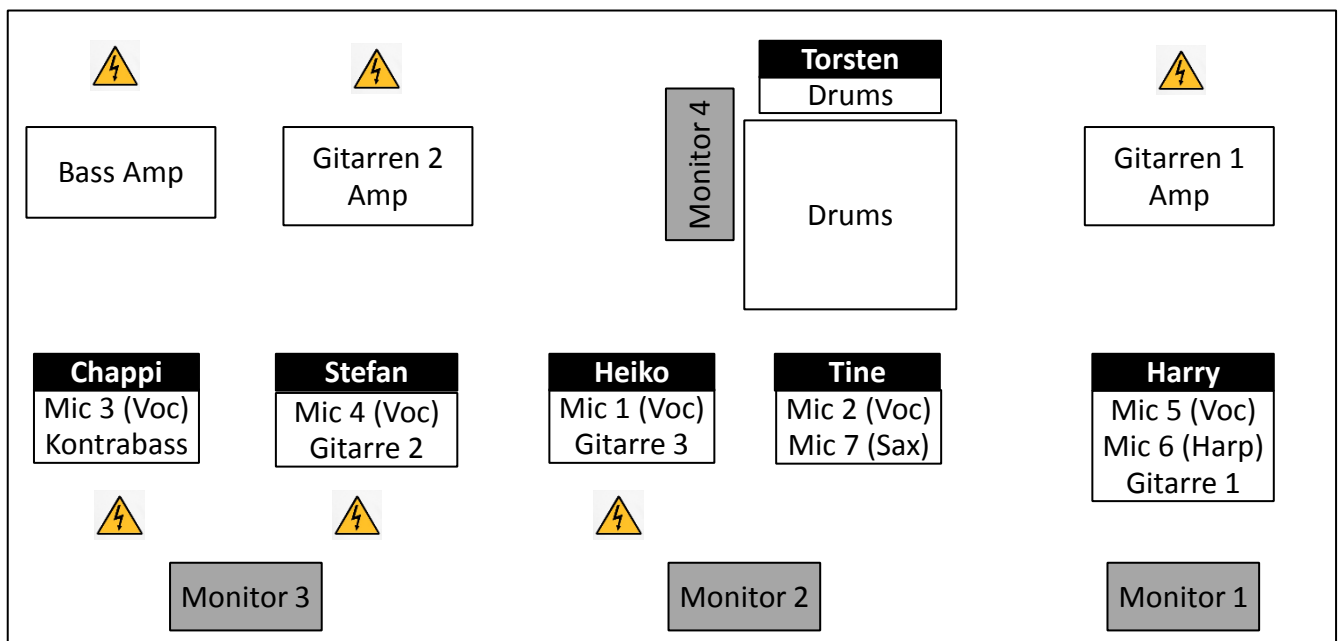 Torsten
Drums
Monitor 4
Bass Amp
Gitarren 2
Amp
Drums
Gitarren 1
Amp
Chappi
Mic 3 (Voc)
Kontrabass
Stefan
Mic 4 (Voc)
Gitarre 2
Heiko
Mic 1 (Voc)
Gitarre 3
Tine
Mic 2 (Voc)
Mic 7 (Sax)
Harry
Mic 5 (Voc)
Mic 6 (Harp)
Gitarre 1
Monitor 3
Monitor 2
Monitor 1